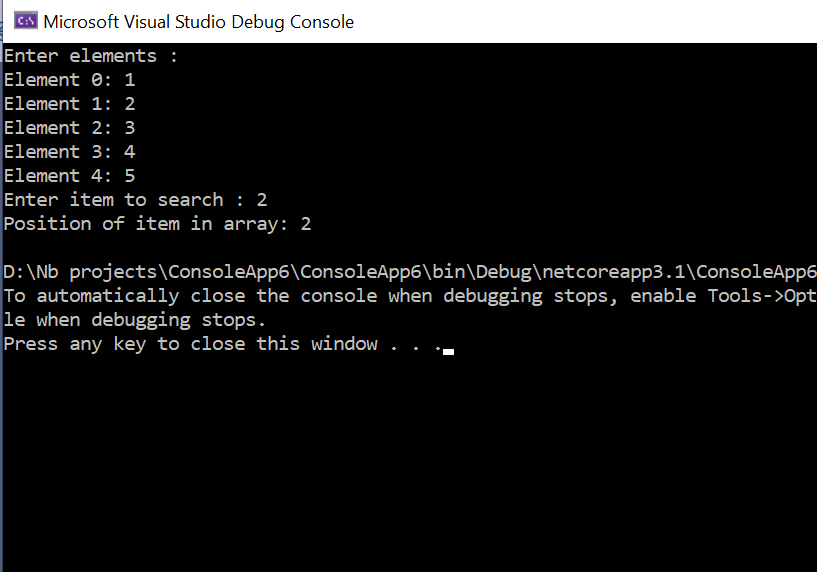 C:\ Microsoft Visual Studio Debug Console
Enter elements :
Element 0: 1
Element 1: 2
Element 2: 3
Element 3: 4
Element 4: 5
Enter item to search : 2
Position of item in array: 2
D:\Nb projects\ConsoleApp6\ConsoleApp6\bin\Debug\netcoreapp3.1\ConsoleApp6
To automatically close the console when debugging stops, enable Tools->Opt
le when debugging stops.
Press any key to close this window . . .